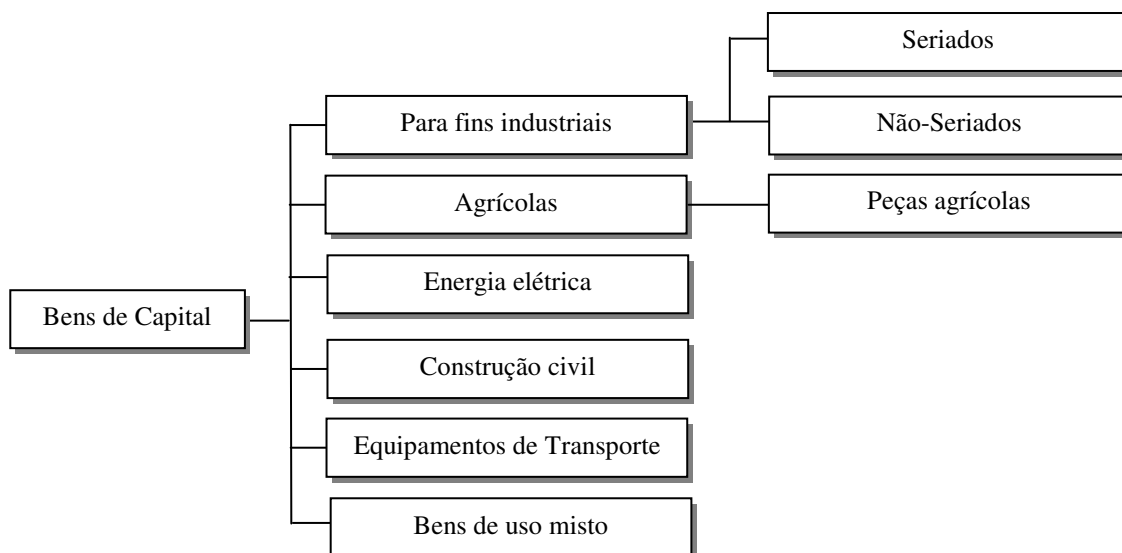 Seriados
Para fins industriais
Não-Seriados
Agrícolas
Peças agrícolas
Energia elétrica
Bens de Capital
Construção civil
Equipamentos de Transporte
Bens de uso misto